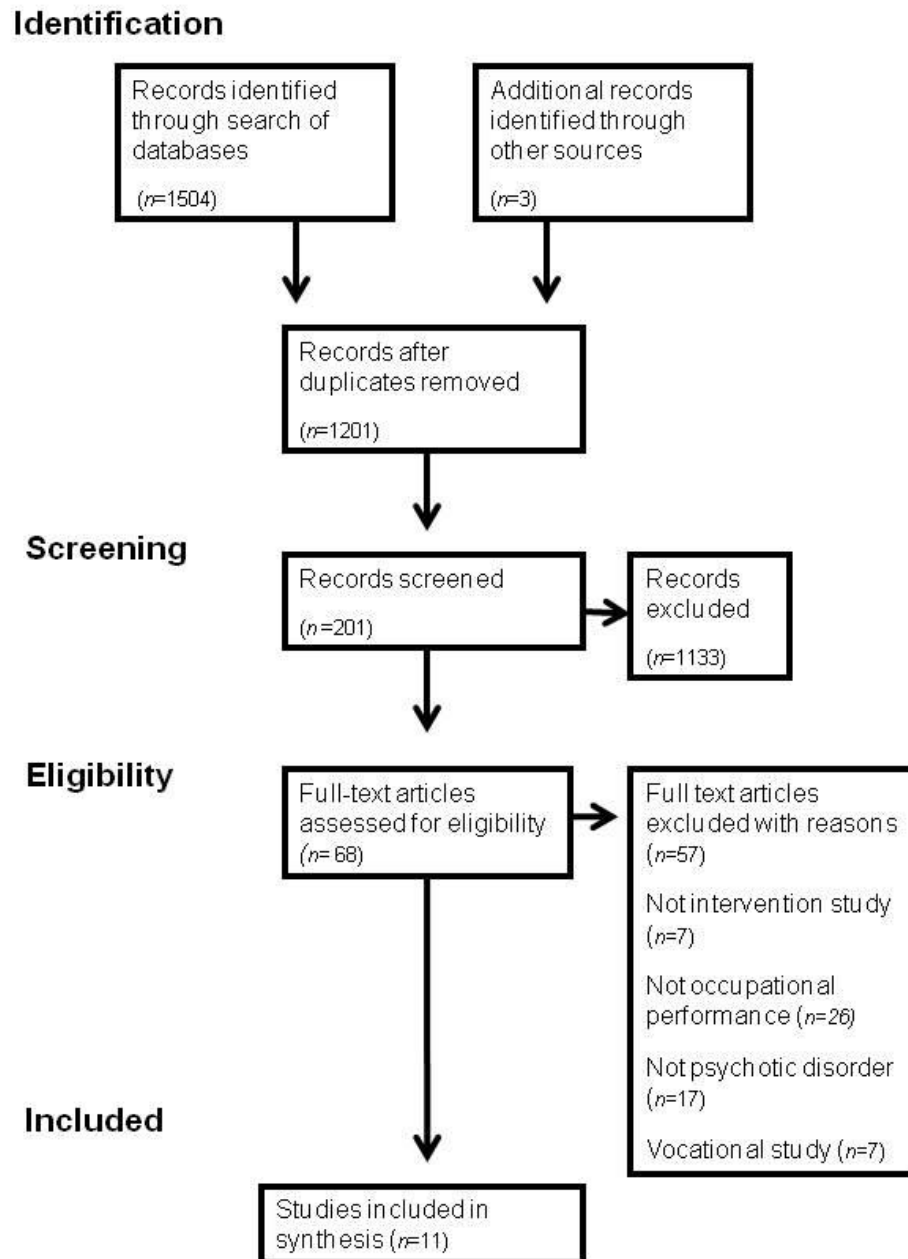 Identification
Records identified
through search of
databases
(n=1504)
Additional records
identified through
other sources
(n=3)
Records after
duplicates removed
(n=1201)
Screening
Records screened
(n=201)
Records
excluded
(n=1133)
Eligibility
Full-text articles
assessed for eligibility
(n= 68)
Full text articles
excluded with reasons
(n=57)
Not intervention study
(n=7)
Not occupational
performance (n=26)
Not psychotic disorder
(n=17)
Vocational study (n=7)
Included
Studies included in
synthesis (n=11)